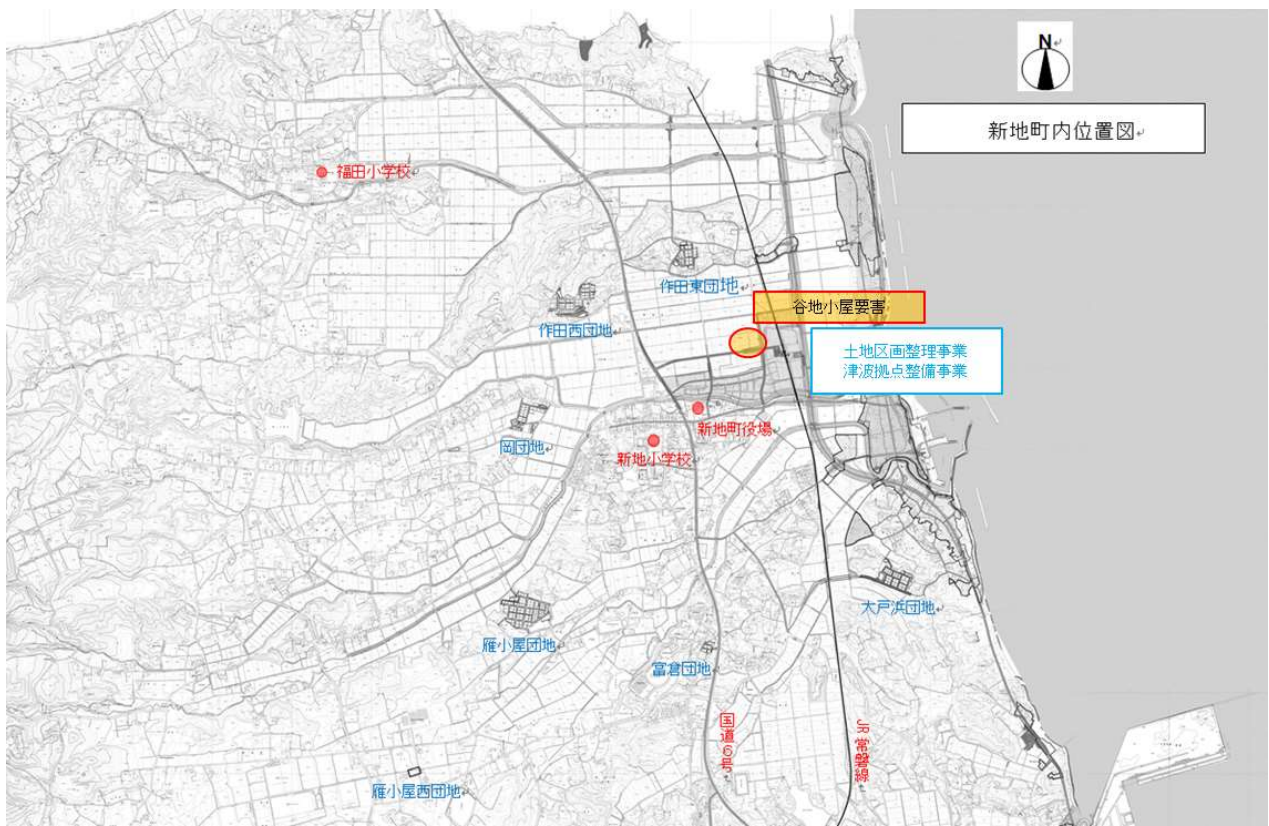 N
新地町内位置図
福田小学校
作田東団地
谷地小屋要害
作田西団地
土地区画整理事業
津波拠点整備事業
新地町役場
岡団地
新地小学校
大戸浜団地
雁小屋団地
富倉団地
国道6号
JR常磐線
雁小屋西団地